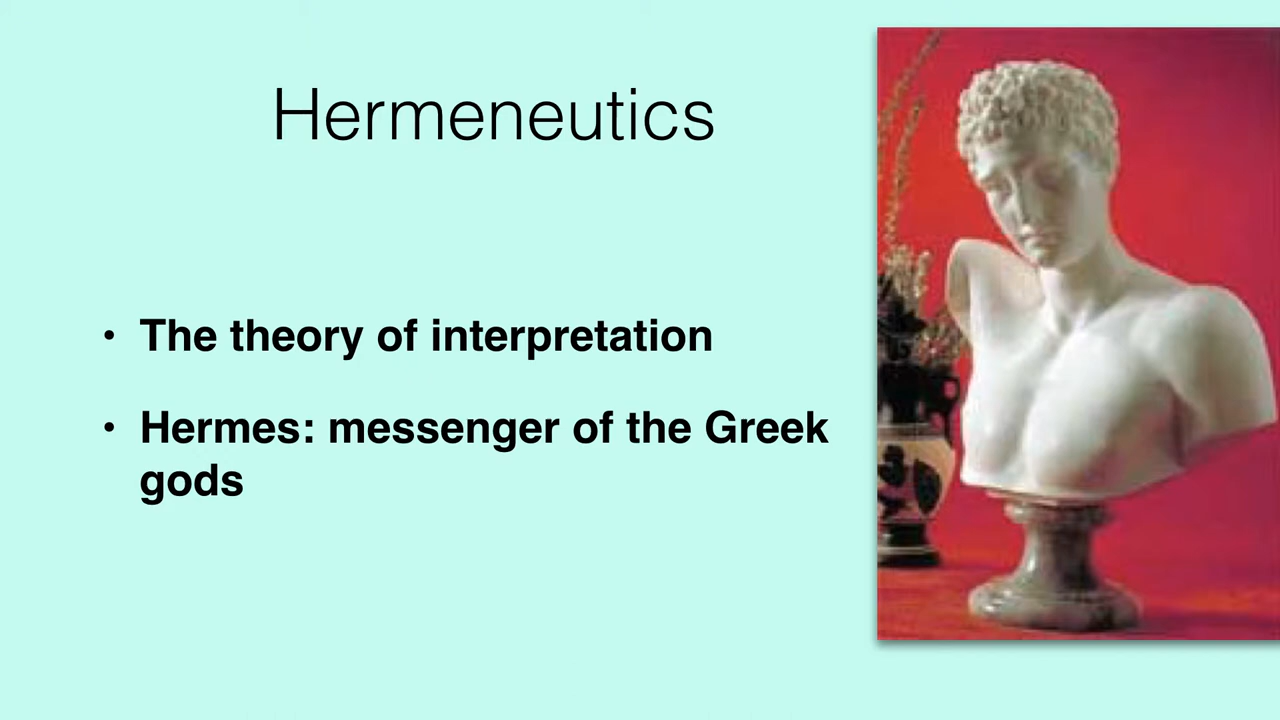 Hermeneutics
• The theory of interpretation
• Hermes: messenger of the Greek
gods